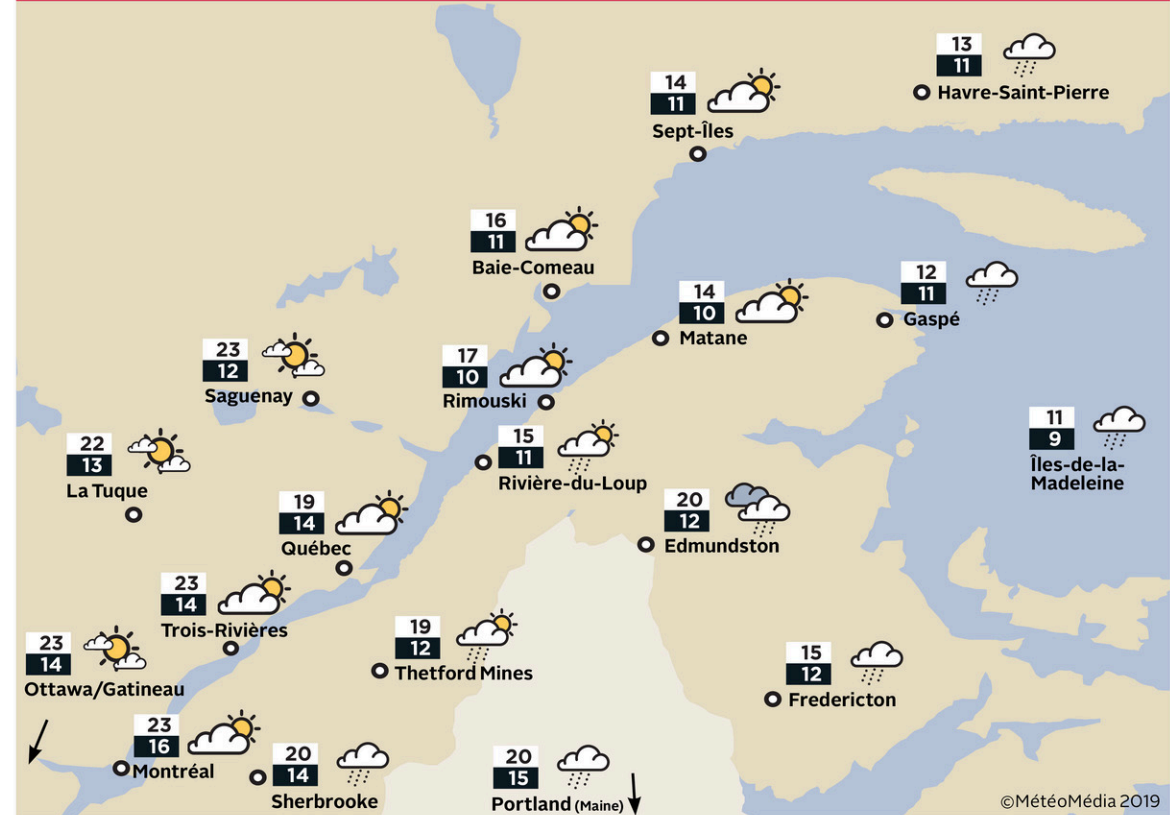 13
11
Havre-Saint-Pierre
14
11
Sept-Îles
16
11
Baie-Comeau
12
11
Gaspé
14
10
Matane
23
12
Saguenay
17
10
Rimouski
11
9
Îles-de-la-
Madeleine
22
13
La Tuque
15
11
Rivière-du-Loup
19
14
Québec
20
12
Edmundston
23
14
Trois-Rivières
19
12
Thetford Mines
23
14
Ottawa/Gatineau
15
12
Fredericton
23
16
Montréal
20
14
Sherbrooke
20
15
Portland (Maine)
©MétéoMédia 2019